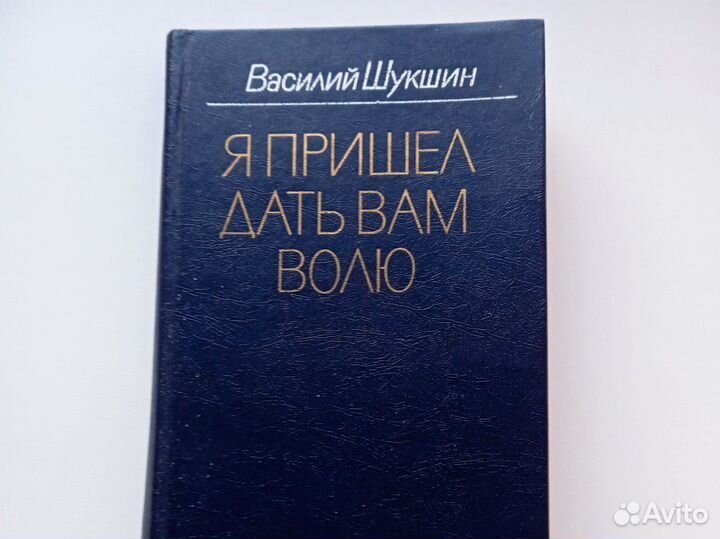 Василий Шукшин
Я ПРИШЕЛ
ДАТЬ ВАМ
ВОЛЮ
Avito